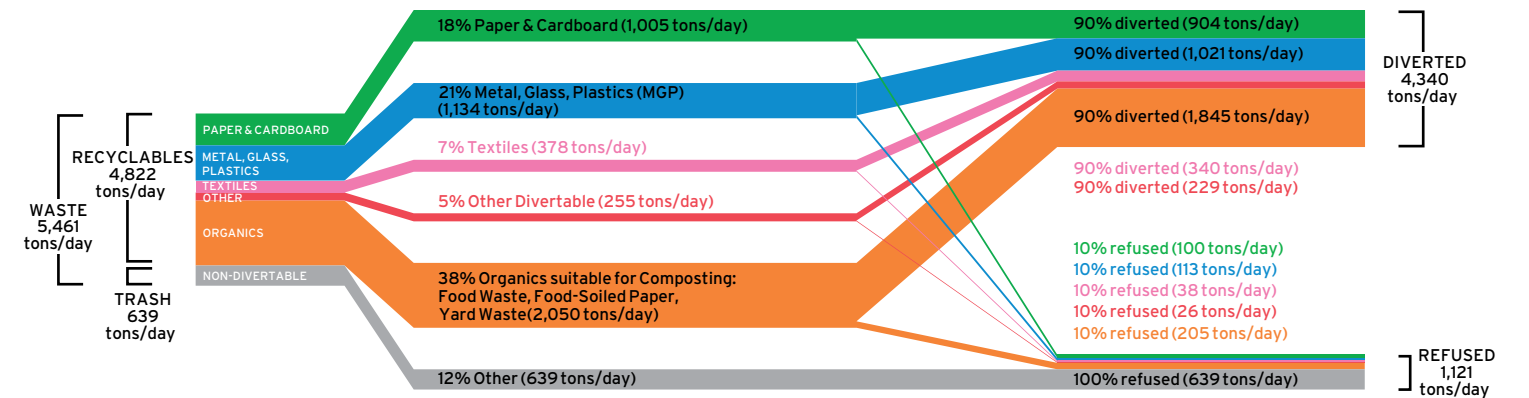 WASTE
5,461
tons/day
RECYCLABLES
4,822
tons/day
TRASH
639
tons/day
PAPER & CARDBOARD
METAL, GLASS,
PLASTICS
TEXTILES
OTHER
ORGANICS
NON-DIVERTABLE
18% Paper & Cardboard (1,005 tons/day)
21% Metal, Glass, Plastics (MGP)
(1,134 tons/day)
7% Textiles (378 tons/day)
5% Other Divertable (255 tons/day)
38% Organics suitable for Composting:
Food Waste, Food-Soiled Paper,
Yard Waste(2,050 tons/day)
12% Other (639 tons/day)
90% diverted (904 tons/day)
90% diverted (1,021 tons/day)
90% diverted (1,845 tons/day)
90% diverted (340 tons/day)
90% diverted (229 tons/day)
10% refused (100 tons/day)
10% refused (113 tons/day)
10% refused (38 tons/day)
10% refused (26 tons/day)
10% refused (205 tons/day)
100% refused (639 tons/day)
DIVERTED
4,340
tons/day
REFUSED
1,121
tons/day